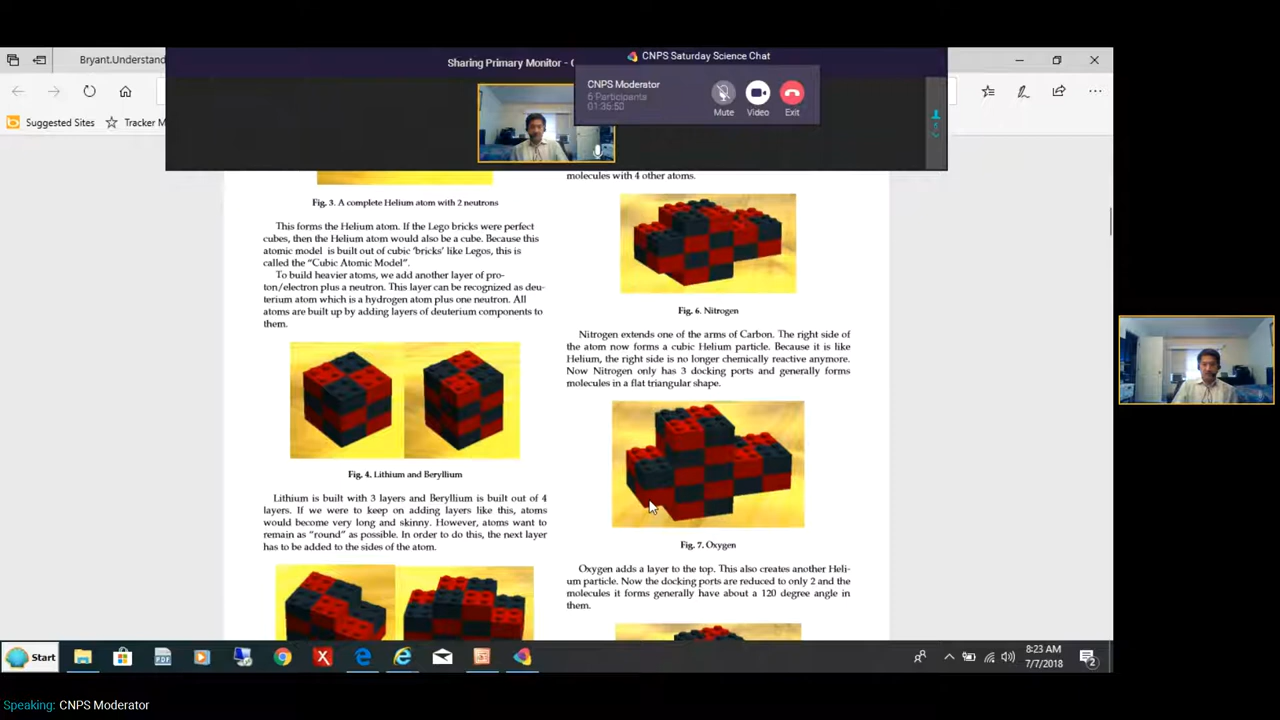 Bryant.Understand
Sharing Primary Monitor - C
CNPS Saturday Science Chat
CNPS Moderator
6 Participants
01:35:50
Mute
Video
Exit
Suggested Sites
Tracker M
Fig. 3. A complete Helium atom with 2 neutrons
This forms the Helium atom. If the Lego bricks were perfect
cubes, then the Helium atom would also be a cube. Because this
atomic model is built out of cubic 'bricks' like Legos, this is
called the "Cubic Atomic Model".
To build heavier atoms, we add another layer of pro-
ton/electron plus a neutron. This layer can be recognized as deu-
terium atom which is a hydrogen atom plus one neutron. All
atoms are built up by adding layers of deuterium components to
them.
Fig. 4. Lithium and Beryllium
Lithium is built with 3 layers and Beryllium is built out of 4
layers. If we were to keep on adding layers like this, atoms
would become very long and skinny. However, atoms want to
remain as "round" as possible. In order to do this, the next layer
has to be added to the sides of the atom.
molecules with 4 other atoms.
Fig. 6. Nitrogen
Nitrogen extends one of the arms of Carbon. The right side of
the atom now forms a cubic Helium particle. Because it is like
Helium, the right side is no longer chemically reactive anymore.
Now Nitrogen only has 3 docking ports and generally forms
molecules in a flat triangular shape.
Fig. 7. Oxygen
Oxygen adds a layer to the top. This also creates another Heli-
um particle. Now the docking ports are reduced to only 2 and the
molecules it forms generally have about a 120 degree angle in
them.
Start
PDF
8:23 AM
7/7/2018
2
Speaking: CNPS Moderator